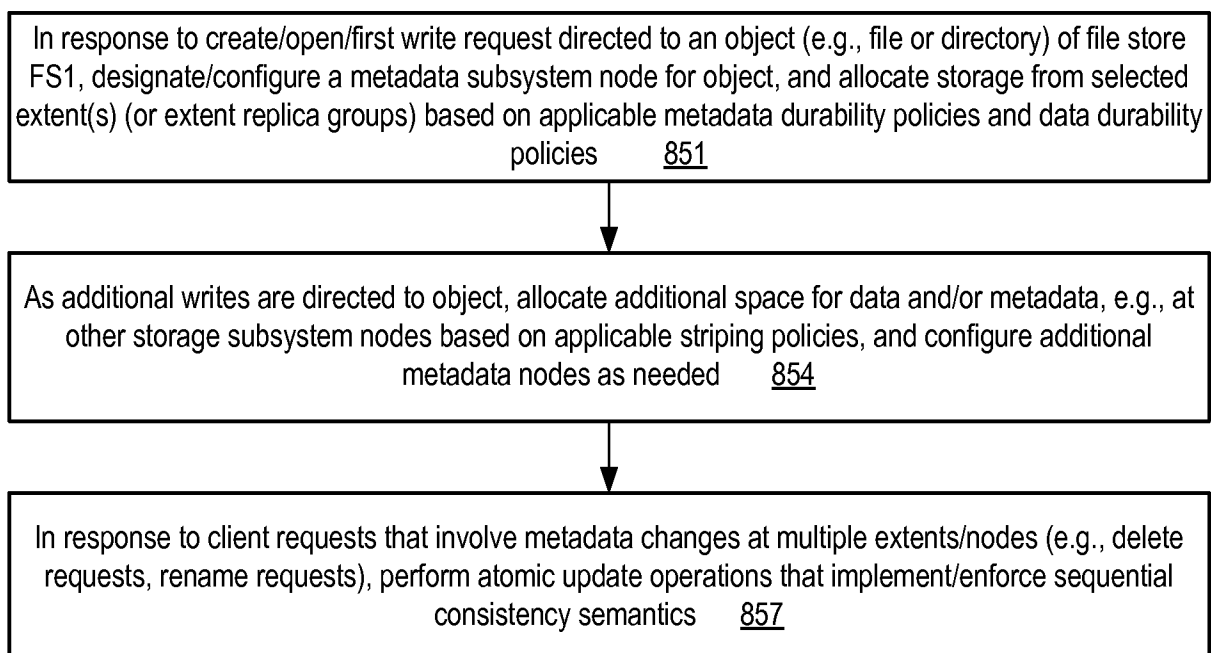 In response to create/open/first write request directed to an object (e.g., file or directory) of file store
FS1, designate/configure a metadata subsystem node for object, and allocate storage from selected
extent(s) (or extent replica groups) based on applicable metadata durability policies and data durability
policies 851
As additional writes are directed to object, allocate additional space for data and/or metadata, e.g., at
other storage subsystem nodes based on applicable striping policies, and configure additional
metadata nodes as needed 854
In response to client requests that involve metadata changes at multiple extents/nodes (e.g., delete
requests, rename requests), perform atomic update operations that implement/enforce sequential
consistency semantics 857